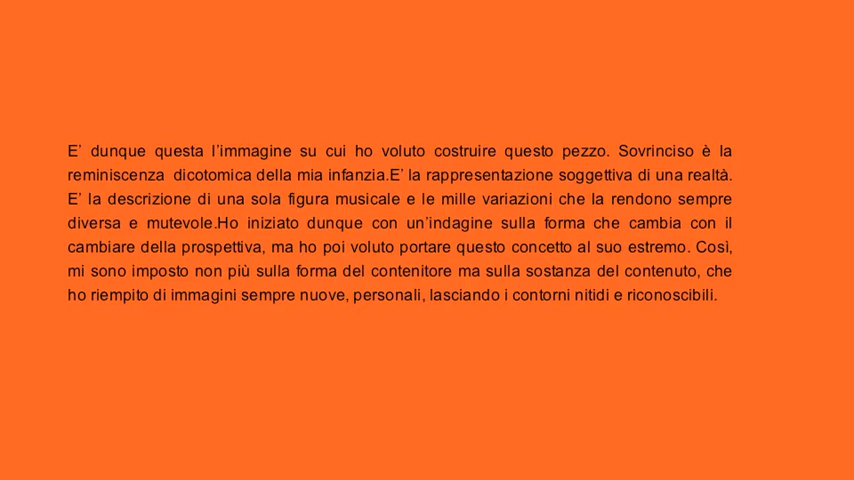 E’ dunque questa l’immagine su cui ho voluto costruire questo pezzo. Sovrinciso è la
reminiscenza dicotomica della mia infanzia.E’ la rappresentazione soggettiva di una realtà.
E’ la descrizione di una sola figura musicale e le mille variazioni che la rendono sempre
diversa e mutevole.Ho iniziato dunque con un’indagine sulla forma che cambia con il
cambiare della prospettiva, ma ho poi voluto portare questo concetto al suo estremo. Così,
mi sono imposto non più sulla forma del contenitore ma sulla sostanza del contenuto, che
ho riempito di immagini sempre nuove, personali, lasciando i contorni nitidi e riconoscibili.